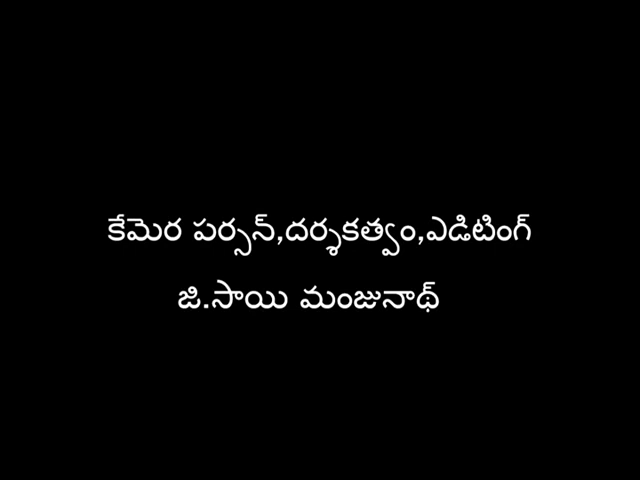 కేమెర పర్సన్,దర్శకత్వం,ఎడిటింగ్
జి.సాయి మంజునాథ్